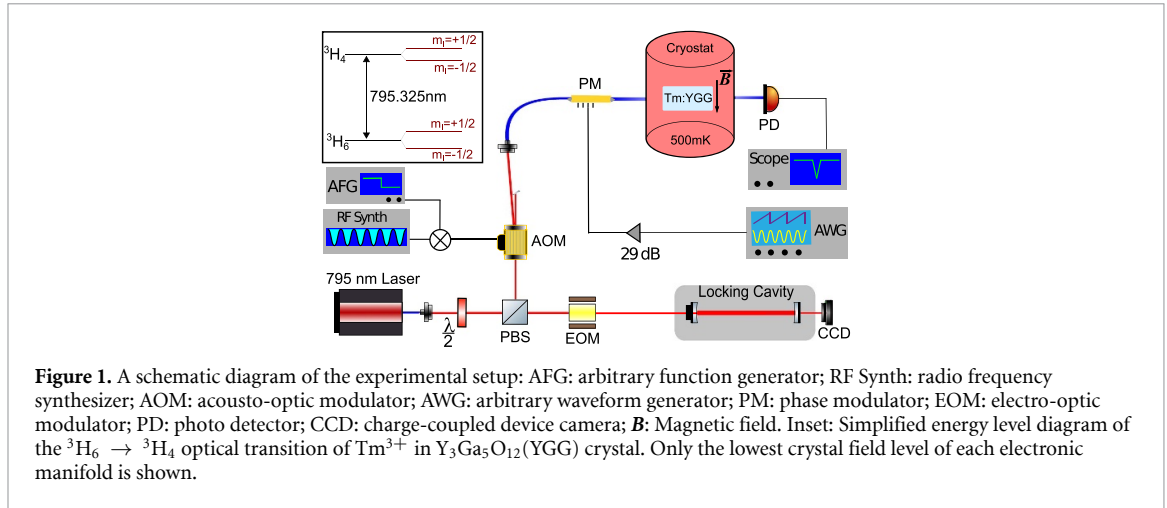 ³H₄
mI=+1/2
mI=-1/2
795.325nm
³H₆
mI=+1/2
mI=-1/2
PM
Cryostat
B
Tm:YGG
500mK
PD
Scope
AFG
RF Synth
AOM
29 dB
AWG
795 nm Laser
λ/2
PBS
EOM
Locking Cavity
CCD
Figure 1. A schematic diagram of the experimental setup: AFG: arbitrary function generator; RF Synth: radio frequency
synthesizer; AOM: acousto-optic modulator; AWG: arbitrary waveform generator; PM: phase modulator; EOM: electro-optic
modulator; PD: photo detector; CCD: charge-coupled device camera; B: Magnetic field. Inset: Simplified energy level diagram of
the ³H₆ → ³H₄ optical transition of Tm³⁺ in Y₃Ga₅O₁₂(YGG) crystal. Only the lowest crystal field level of each electronic
manifold is shown.